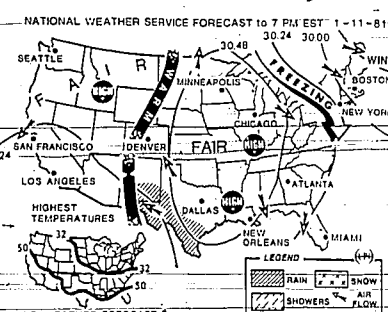 NATIONAL WEATHER SERVICE FORECAST to 7 PM EST 1-11-81
30.24 30.00
30.48
SEATTLE
FAIR
WARM
HIGH
MINNEAPOLIS
FREEZING
BOSTON
NEW YORK
CHICAGO
SAN FRANCISCO
DENVER
FAIR
HIGH
LOS ANGELES
ATLANTA
DALLAS
HIGH
HIGHEST
TEMPERATURES
NEW
ORLEANS
MIAMI
32
50
32
50
LEGEND
RAIN
SNOW
SHOWERS
AIR
FLOW